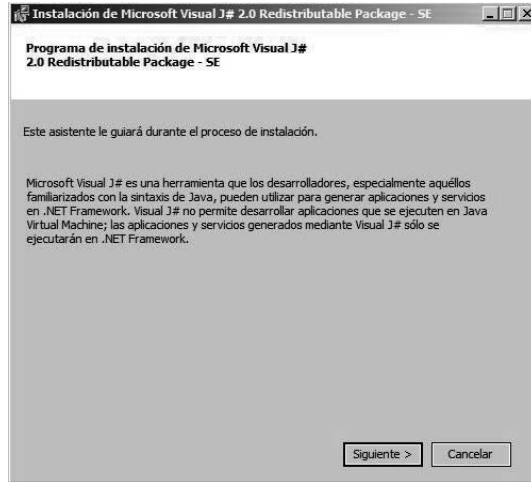 Instalación de Microsoft Visual J# 2.0 Redistributable Package - SE
Programa de instalación de Microsoft Visual J#
2.0 Redistributable Package - SE
Este asistente le guiará durante el proceso de instalación.
Microsoft Visual J# es una herramienta que los desarrolladores, especialmente aquéllos
familiarizados con la sintaxis de Java, pueden utilizar para generar aplicaciones y servicios
en .NET Framework. Visual J# no permite desarrollar aplicaciones que se ejecuten en Java
Virtual Machine; las aplicaciones y servicios generados mediante Visual J# sólo se
ejecutarán en .NET Framework.
Siguiente > Cancelar